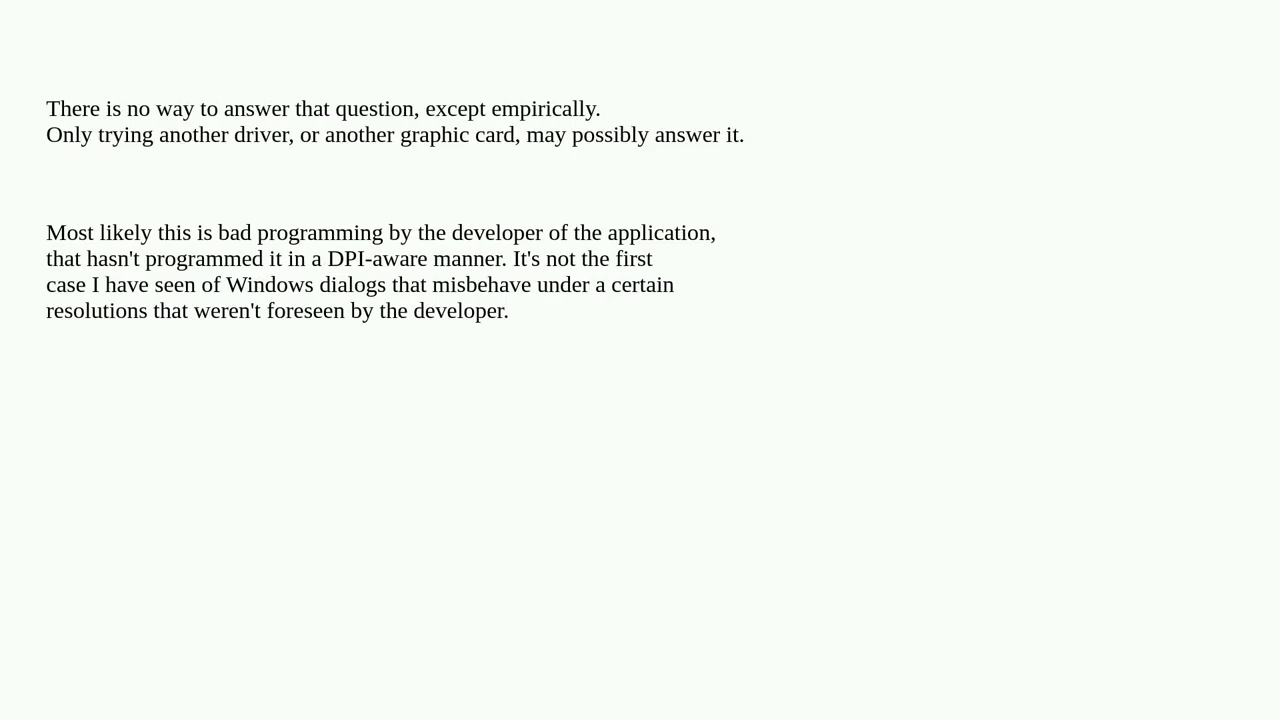 There is no way to answer that question, except empirically.
Only trying another driver, or another graphic card, may possibly answer it.
Most likely this is bad programming by the developer of the application,
that hasn't programmed it in a DPI-aware manner. It's not the first
case I have seen of Windows dialogs that misbehave under a certain
resolutions that weren't foreseen by the developer.